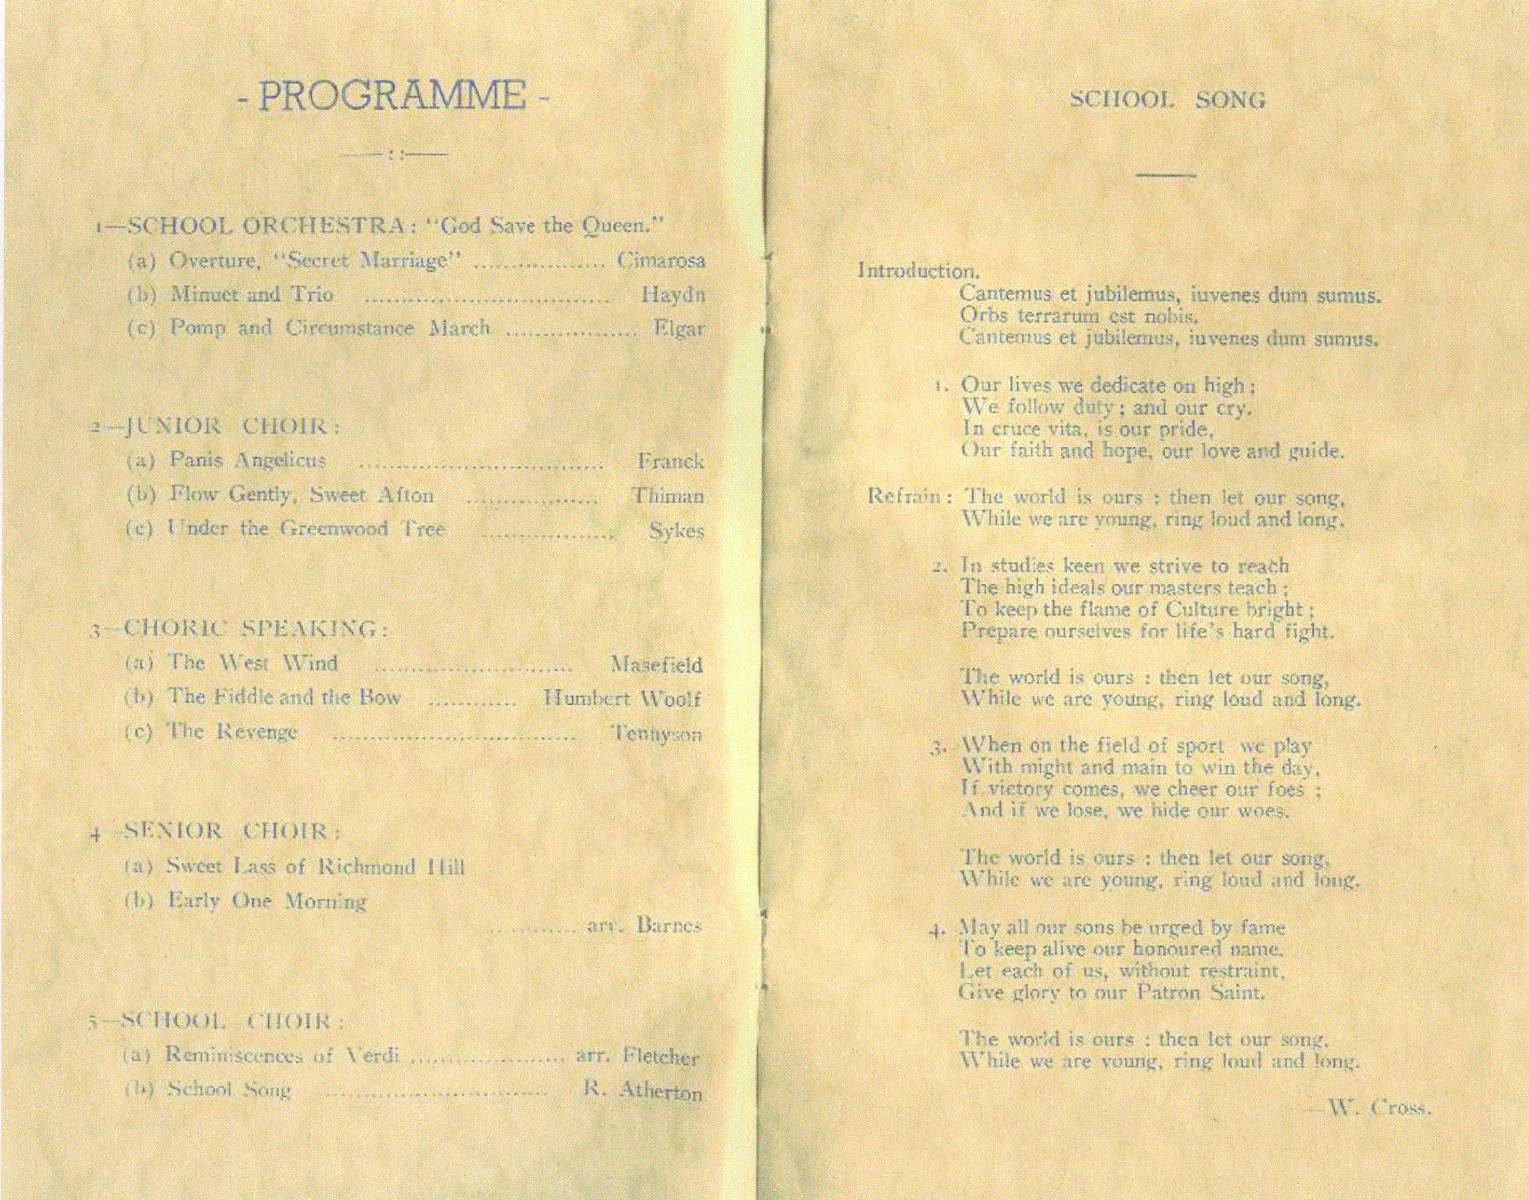 - PROGRAMME -
1—SCHOOL ORCHESTRA: "God Save the Queen."
(a) Overture, "Secret Marriage" .................. Cimarosa
(b) Minuet and Trio ................................ Haydn
(c) Pomp and Circumstance March .................. Elgar
2—JUNIOR CHOIR:
(a) Panis Angelicus ................................ Franck
(b) Flow Gently, Sweet Afton .................. Thiman
(c) Under the Greenwood Tree .................. Sykes
3—CHORIC SPEAKING:
(a) The West Wind .......................... Masefield
(b) The Fiddle and the Bow ............ Humbert Woolf
(c) The Revenge ................................ Tennyson
4—SENIOR CHOIR:
(a) Sweet Lass of Richmond Hill
(b) Early One Morning
............ arr. Barnes
5—SCHOOL CHOIR:
(a) Reminiscences of Verdi .................... arr. Fletcher
(b) School Song ............................ R. Atherton
SCHOOL SONG
Introduction.
Cantemus et jubilemus, iuvenes dum sumus.
Orbs terrarum est nobis.
Cantemus et jubilemus, iuvenes dum sumus.
1. Our lives we dedicate on high;
We follow duty; and our cry.
In cruce vita, is our pride,
Our faith and hope, our love and guide.
Refrain: The world is ours : then let our song,
While we are young, ring loud and long.
2. In studies keen we strive to reach
The high ideals our masters teach;
To keep the flame of Culture bright;
Prepare ourselves for life's hard fight.
The world is ours : then let our song,
While we are young, ring loud and long.
3. When on the field of sport we play
With might and main to win the day,
If victory comes, we cheer our foes ;
And if we lose, we hide our woes.
The world is ours : then let our song,
While we are young, ring loud and long.
4. May all our sons be urged by fame
To keep alive our honoured name.
Let each of us, without restraint,
Give glory to our Patron Saint.
The world is ours : then let our song,
While we are young, ring loud and long.
—W. Cross.